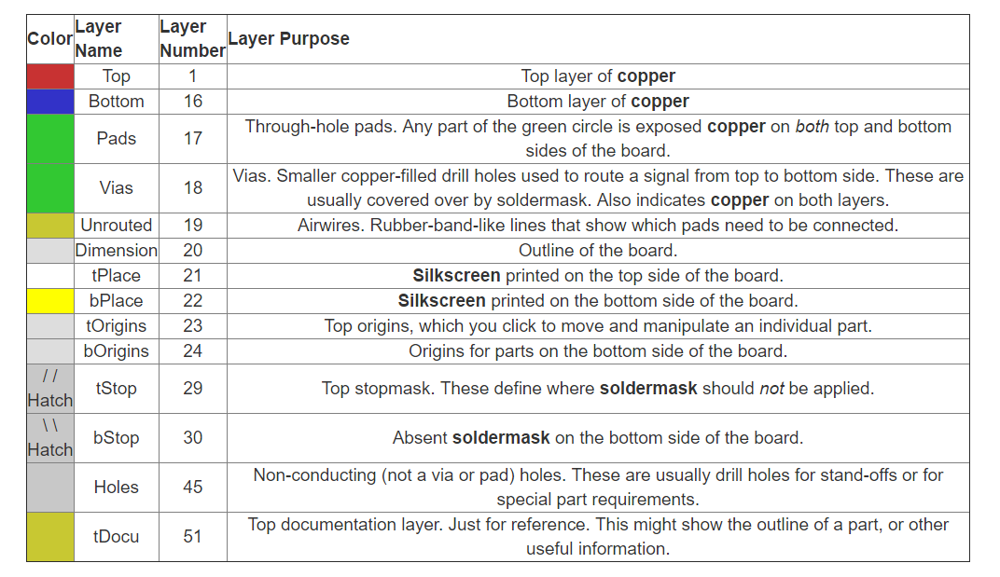 Color Layer Name Layer Number Layer Purpose
Top 1 Top layer of copper
Bottom 16 Bottom layer of copper
Pads 17 Through-hole pads. Any part of the green circle is exposed copper on both top and bottom
sides of the board.
Vias 18 Vias. Smaller copper-filled drill holes used to route a signal from top to bottom side. These are
usually covered over by soldermask. Also indicates copper on both layers.
Unrouted 19 Airwires. Rubber-band-like lines that show which pads need to be connected.
Dimension 20 Outline of the board.
tPlace 21 Silkscreen printed on the top side of the board.
bPlace 22 Silkscreen printed on the bottom side of the board.
tOrigins 23 Top origins, which you click to move and manipulate an individual part.
bOrigins 24 Origins for parts on the bottom side of the board.
/ / Hatch tStop 29 Top stopmask. These define where soldermask should not be applied.
\ \ Hatch bStop 30 Absent soldermask on the bottom side of the board.
Holes 45 Non-conducting (not a via or pad) holes. These are usually drill holes for stand-offs or for
special part requirements.
tDocu 51 Top documentation layer. Just for reference. This might show the outline of a part, or other
useful information.